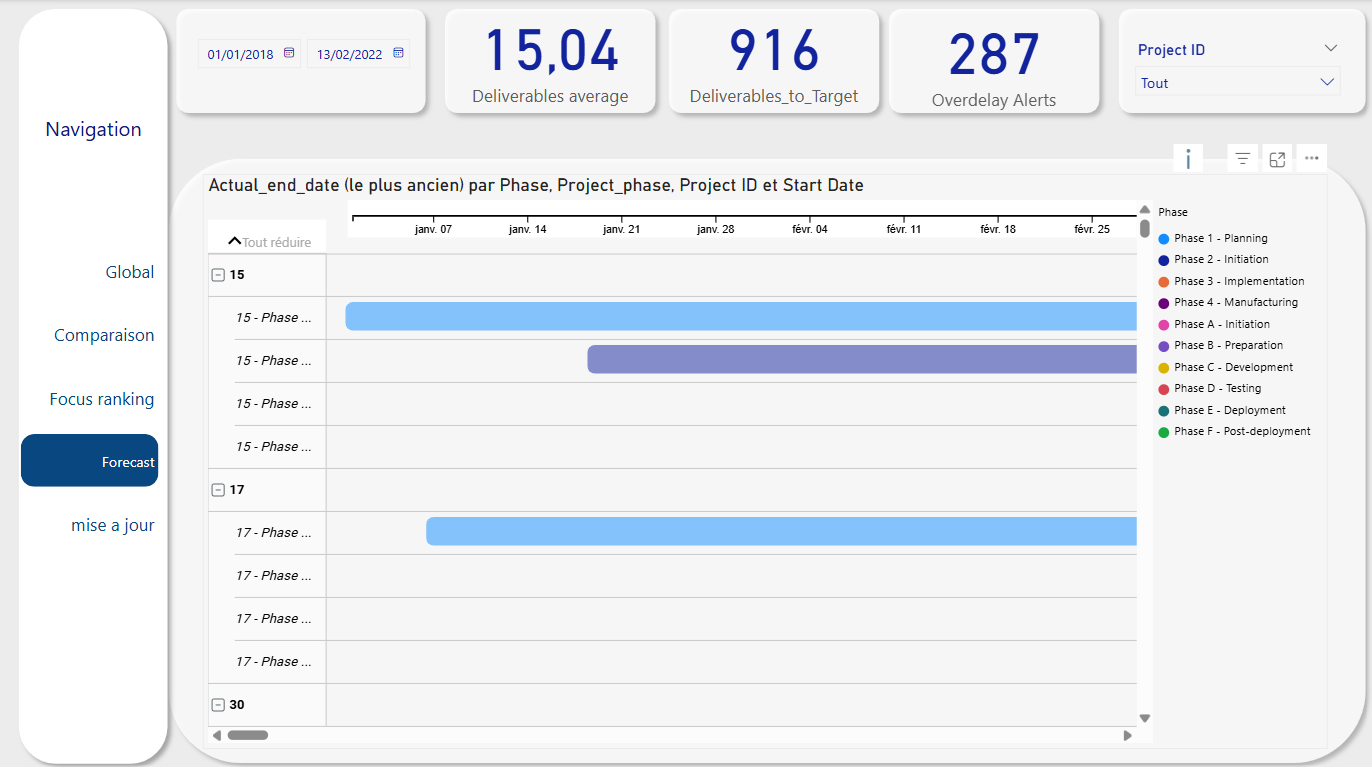 Navigation
Global
Comparaison
Focus ranking
Forecast
mise a jour
01/01/2018
13/02/2022
15,04
Deliverables average
916
Deliverables_to_Target
287
Overdelay Alerts
Project ID
Tout
Actual_end_date (le plus ancien) par Phase, Project_phase, Project ID et Start Date
Tout réduire
janv. 07 janv. 14 janv. 21 janv. 28 févr. 04 févr. 11 févr. 18 févr. 25
15
15 - Phase ...
15 - Phase ...
15 - Phase ...
15 - Phase ...
17
17 - Phase ...
17 - Phase ...
17 - Phase ...
17 - Phase ...
30
Phase
Phase 1 - Planning
Phase 2 - Initiation
Phase 3 - Implementation
Phase 4 - Manufacturing
Phase A - Initiation
Phase B - Preparation
Phase C - Development
Phase D - Testing
Phase E - Deployment
Phase F - Post-deployment